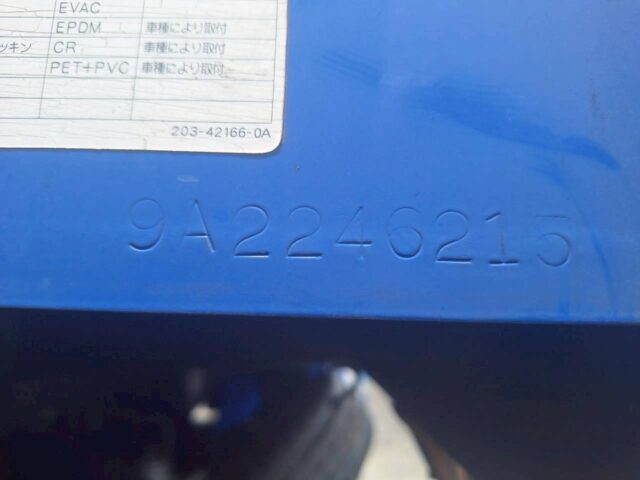 EVAC
EPDM 車種により取付
ッキン CR 車種により取付
PET+PVC 車種により取付
203-42166-0A
9A2246215